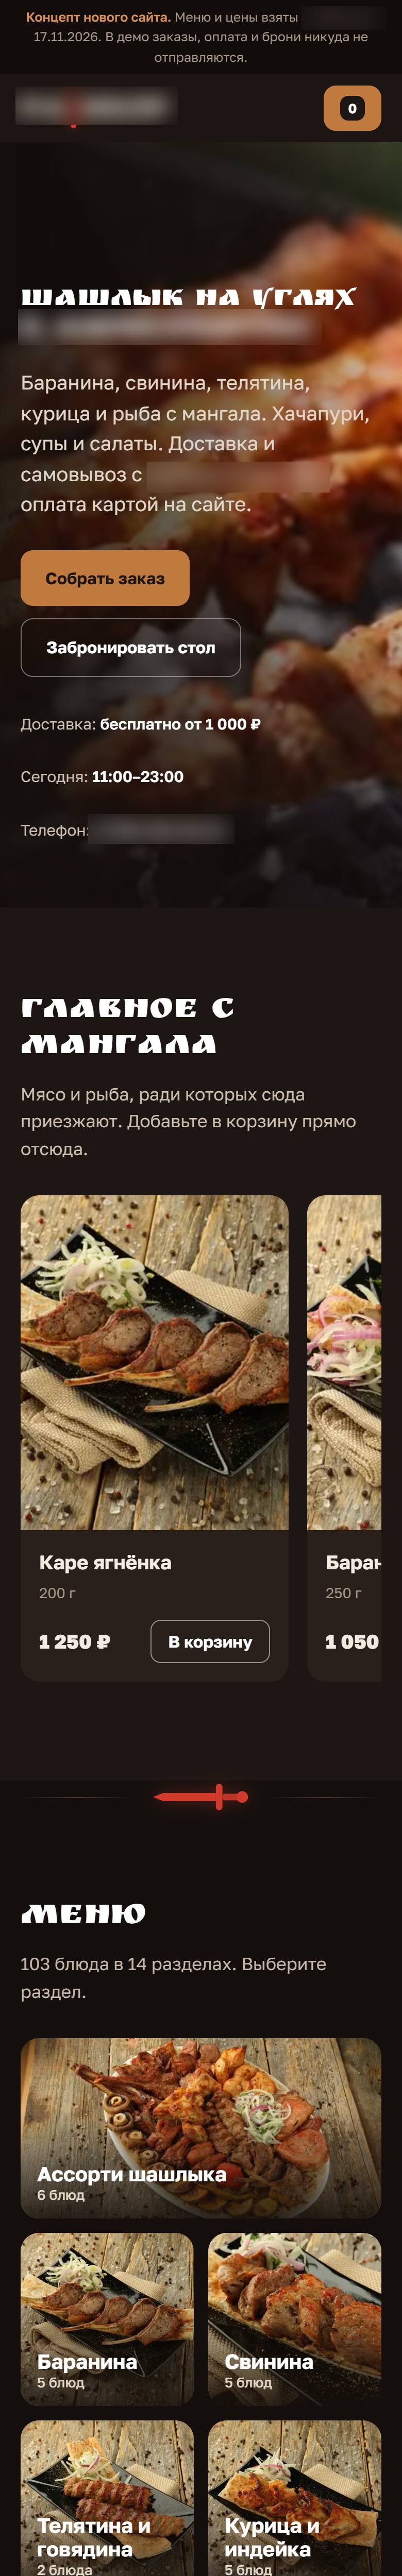 Концепт нового сайта. Меню и цены взяты
17.11.2026. В демо заказы, оплата и брони никуда не
отправляются.
0
шашлык на углях
Баранина, свинина, телятина,
курица и рыба с мангала. Хачапури,
супы и салаты. Доставка и
самовывоз с
оплата картой на сайте.
Собрать заказ
Забронировать стол
Доставка: бесплатно от 1 000 ₽
Сегодня: 11:00–23:00
Телефон:
главное с
мангала
Мясо и рыба, ради которых сюда
приезжают. Добавьте в корзину прямо
отсюда.
Каре ягнёнка
Баран
200 г
250 г
1 250 ₽
В корзину
1 050
меню
103 блюда в 14 разделах. Выберите
раздел.
Ассорти шашлыка
6 блюд
Баранина
Свинина
5 блюд
5 блюд
Телятина и
Курица и
говядина
индейка
2 блюда
5 блюд